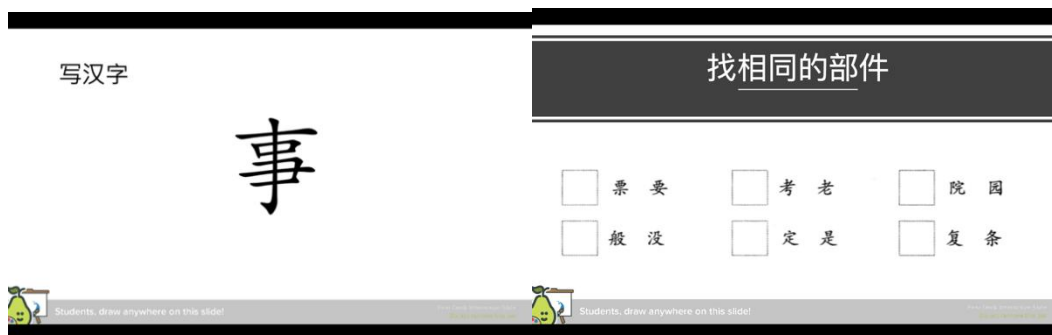 写汉字
事
Students, draw anywhere on this slide!
找相同的部件
票 要
考 老
院 园
般 没
定 是
复 条
Students, draw anywhere on this slide!